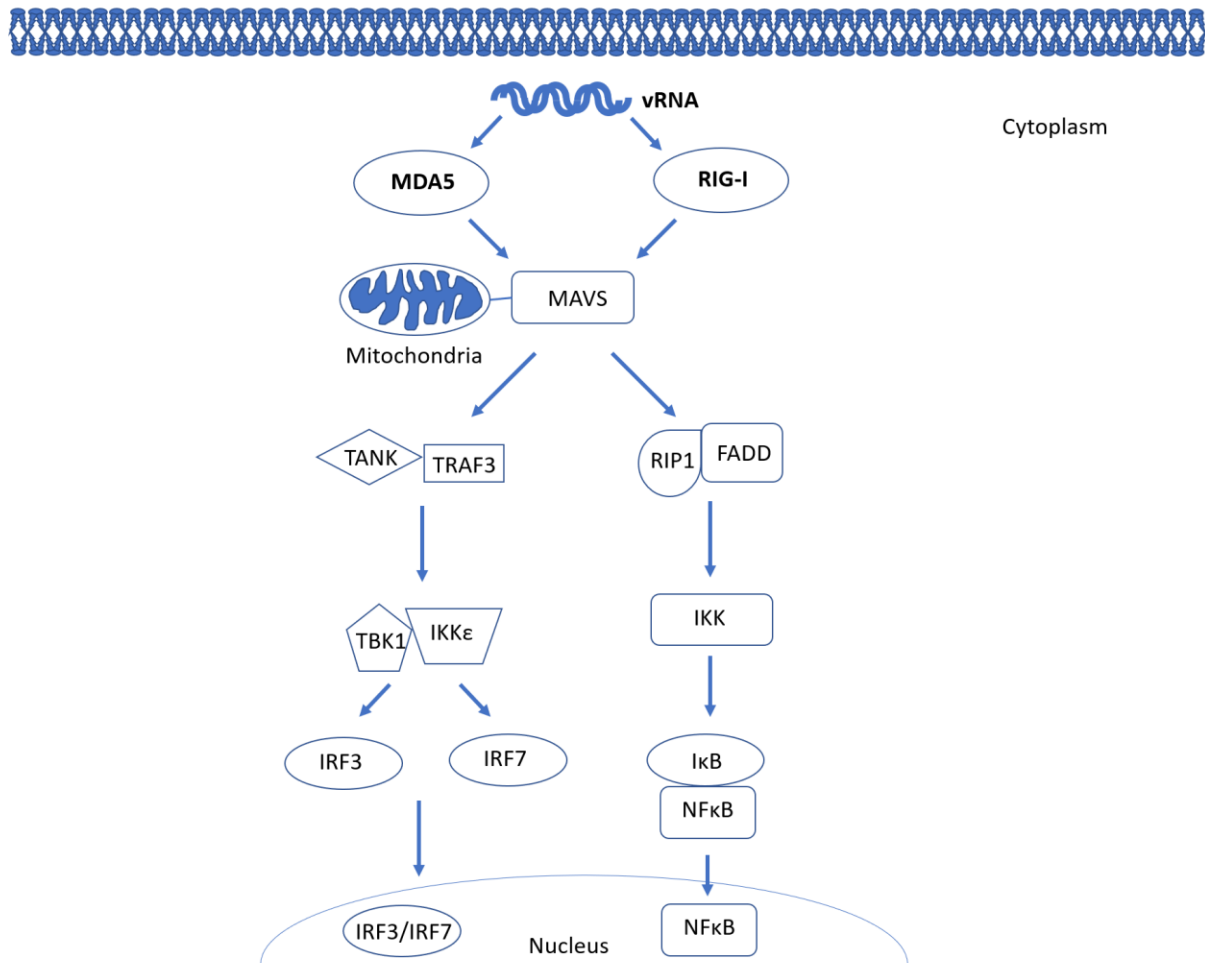 vRNA
Cytoplasm
MDA5
RIG-I
MAVS
Mitochondria
TANK
TRAF3
RIP1
FADD
TBK1
IKKε
IKK
IRF3
IRF7
IκB
NFκB
IRF3/IRF7
NFκB
Nucleus